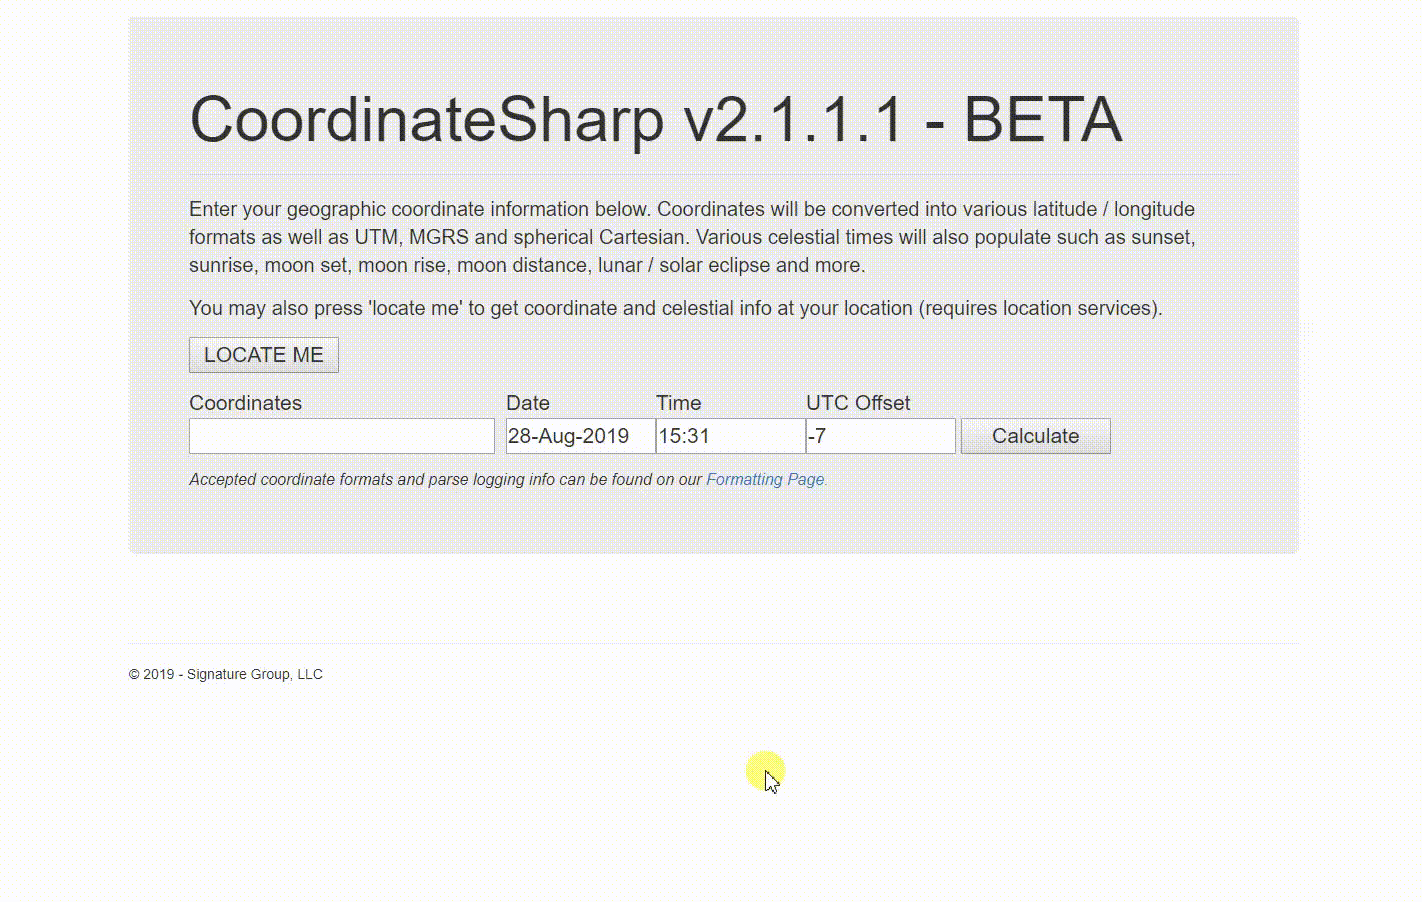 CoordinateSharp v2.1.1.1 - BETA
Enter your geographic coordinate information below. Coordinates will be converted into various latitude / longitude
formats as well as UTM, MGRS and spherical Cartesian. Various celestial times will also populate such as sunset,
sunrise, moon set, moon rise, moon distance, lunar / solar eclipse and more.
You may also press 'locate me' to get coordinate and celestial info at your location (requires location services).
LOCATE ME
Coordinates Date Time UTC Offset
28-Aug-2019 15:31 -7 Calculate
Accepted coordinate formats and parse logging info can be found on our Formatting Page.
© 2019 - Signature Group, LLC